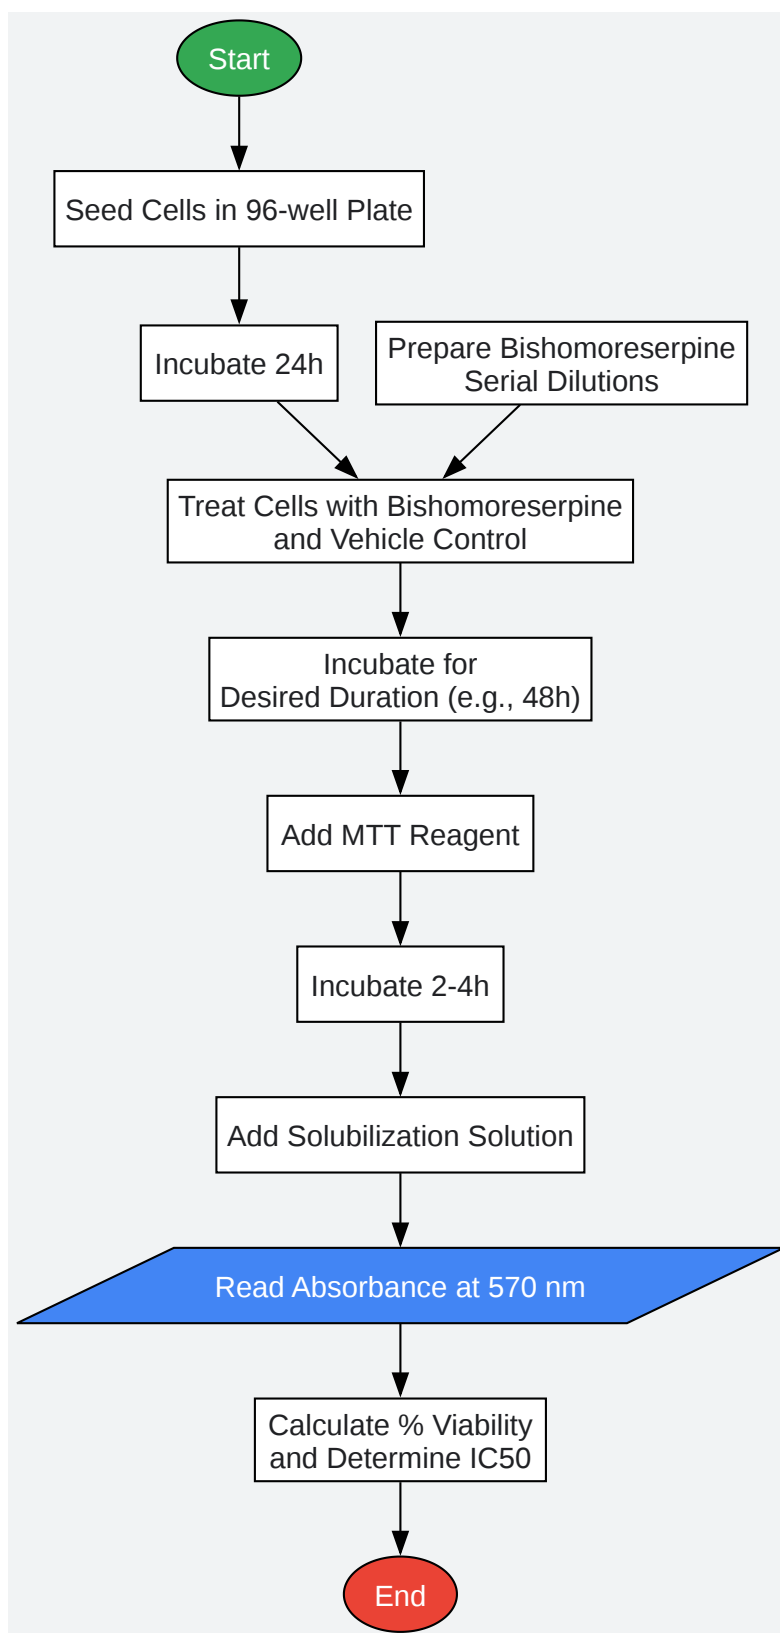 Start
Seed Cells in 96-well Plate
Incubate 24h
Prepare Bishomoreserpine
Serial Dilutions
Treat Cells with Bishomoreserpine
and Vehicle Control
Incubate for
Desired Duration (e.g., 48h)
Add MTT Reagent
Incubate 2-4h
Add Solubilization Solution
Read Absorbance at 570 nm
Calculate % Viability
and Determine IC50
End